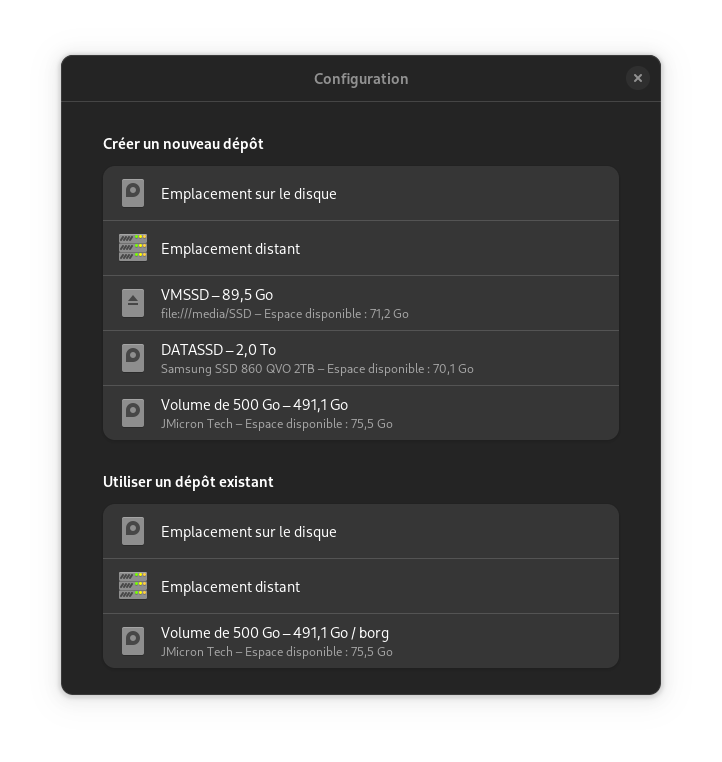 Configuration
Créer un nouveau dépôt
Emplacement sur le disque
Emplacement distant
VMSSD – 89,5 Go
file:///media/SSD – Espace disponible : 71,2 Go
DATASSD – 2,0 To
Samsung SSD 860 QVO 2TB – Espace disponible : 70,1 Go
Volume de 500 Go – 491,1 Go
JMicron Tech – Espace disponible : 75,5 Go
Utiliser un dépôt existant
Emplacement sur le disque
Emplacement distant
Volume de 500 Go – 491,1 Go / borg
JMicron Tech – Espace disponible : 75,5 Go